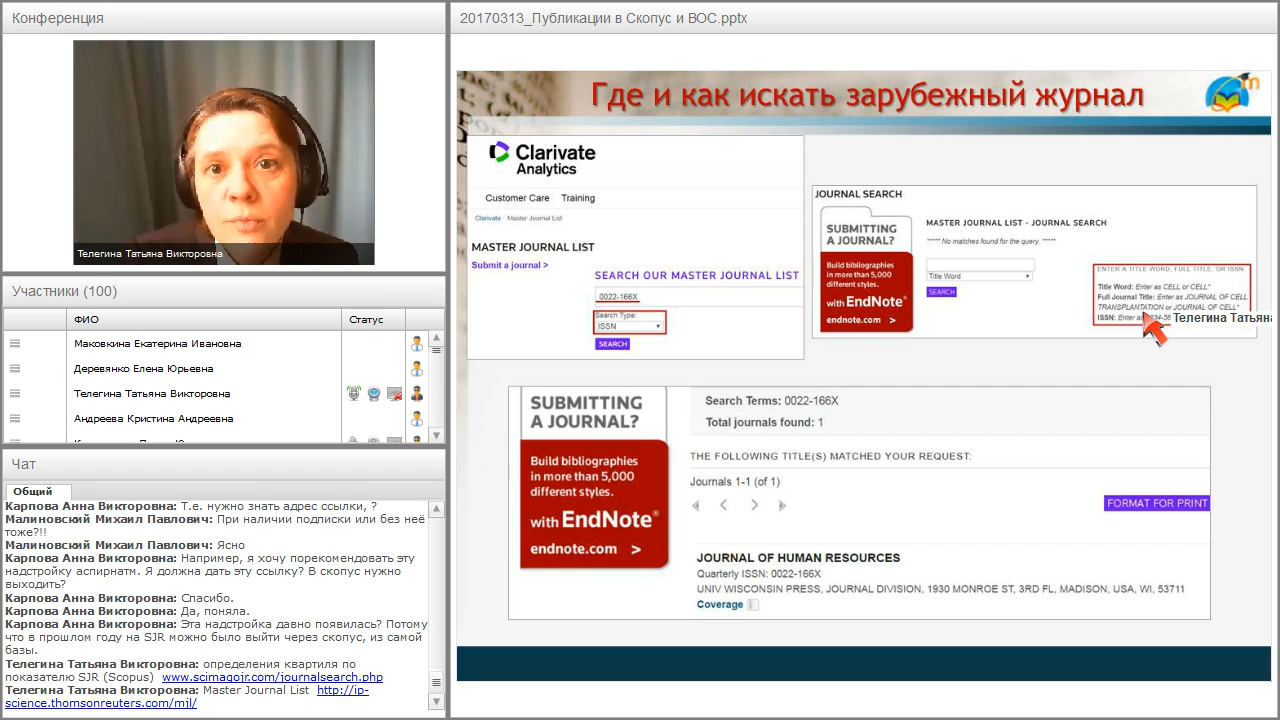 Конференция
Телегина Татьяна Викторовна
Участники (100)
ФИО
Статус
Маковкина Екатерина Ивановна
Деревянко Елена Юрьевна
Телегина Татьяна Викторовна
Андреева Кристина Андреевна
Чат
Общий
Карпова Анна Викторовна: Т.е. нужно знать адрес ссылки, ?
Малиновский Михаил Павлович: При наличии подписки или без неё
тоже?!!
Малиновский Михаил Павлович: Ясно
Карпова Анна Викторовна: Например, я хочу порекомендовать эту
надстройку аспирнатм. Я должна дать эту ссылку? В скопус нужно
выходить?
Карпова Анна Викторовна: Спасибо.
Карпова Анна Викторовна: Да, поняла.
Карпова Анна Викторовна: Эта надстройка давно появилась? Потому
что в прошлом году на SJR можно было выйти через скопус, из самой
базы.
Телегина Татьяна Викторовна: определения квартиля по
показателю SJR (Scopus) www.scimagojr.com/journalsearch.php
Телегина Татьяна Викторовна: Master Journal List http://ip-
science.thomsonreuters.com/mjl/
20170313_Публикации в Скопус и ВОС.pptx
Где и как искать зарубежный журнал
m
Clarivate
Analytics
Customer Care Training
Clarivate Master Journal List
MASTER JOURNAL LIST
Submit a journal >
SEARCH OUR MASTER JOURNAL LIST
0022-166X
Search Type:
ISSN
SEARCH
JOURNAL SEARCH
SUBMITTING
A JOURNAL?
Build bibliographies
in more than 5,000
different styles.
with EndNote®
endnote.com >
MASTER JOURNAL LIST - JOURNAL SEARCH
***** No matches found for the query. *****
Title Word
SEARCH
ENTER A TITLE WORD, FULL TITLE, OR ISSN:
Title Word: Enter as CELL or CELL*
Full Journal Title: Enter as JOURNAL OF CELL
TRANSPLANTATION or JOURNAL OF CELL*
ISSN: Enter as
Телегина Татьяна
SUBMITTING
A JOURNAL?
Build bibliographies
in more than 5,000
different styles.
with EndNote®
endnote.com >
Search Terms: 0022-166X
Total journals found: 1
THE FOLLOWING TITLE(S) MATCHED YOUR REQUEST:
Journals 1-1 (of 1)
FORMAT FOR PRINT
JOURNAL OF HUMAN RESOURCES
Quarterly ISSN: 0022-166X
UNIV WISCONSIN PRESS, JOURNAL DIVISION, 1930 MONROE ST, 3RD FL, MADISON, USA, WI, 53711
Coverage